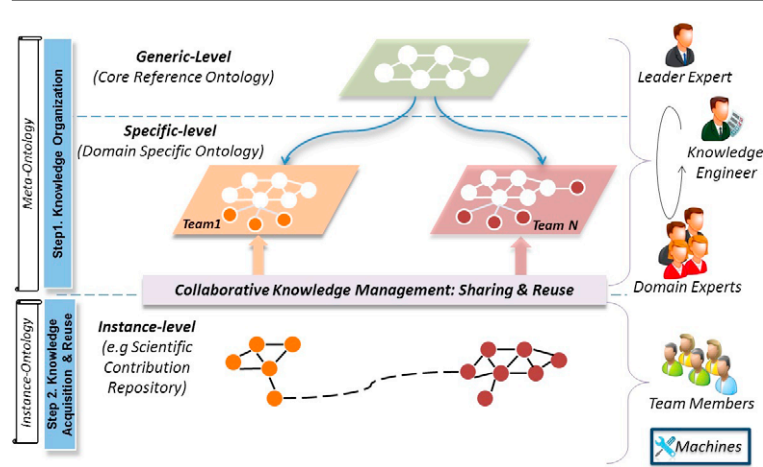 Meta-Ontology
Step1. Knowledge Organization
Generic-Level
(Core Reference Ontology)
Leader Expert
Specific-level
(Domain Specific Ontology)
Knowledge
Engineer
Team1
Team N
Domain Experts
Collaborative Knowledge Management: Sharing & Reuse
Instance-Ontology
Step 2. Knowledge
Acquisition & Reuse
Instance-level
(e.g Scientific
Contribution
Repository)
Team Members
Machines